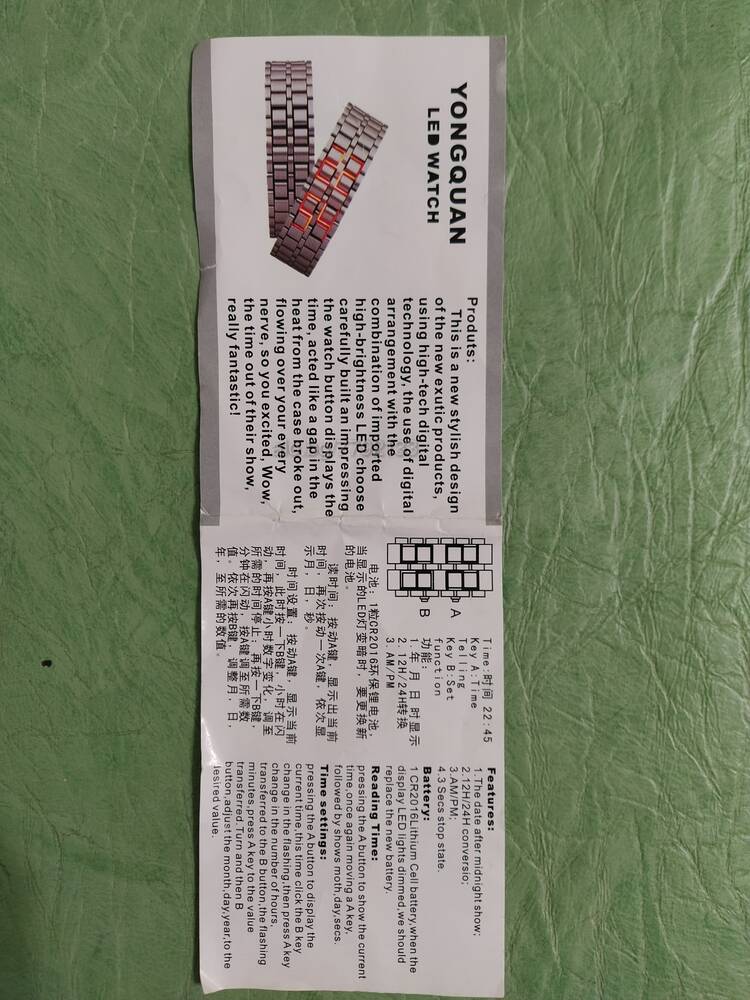 YONGQUAN
LED WATCH
Produts:
This is a new stylish design
of the new exutic products,
using high-tech digital
technology, the use of digital
arrangement with the
combination of imported
high-brightness LED choose
carefully built an impressing
the watch button displays the
time, acted like a gap in the
heat from the case broke out,
flowing over your every
nerve, so you excited, Wow,
the time out of their show,
really fantastic!
A
B
Time:时间 22:45
Key A:Time
Telling
Key B:Set
function
功能:
1. 年 月 日 时显示
2. 12H/24H转换
3. AM/PM
电池: 1粒CR2016环保锂电池,
当显示的LED灯变暗时, 要更换新
的电池。
读时间: 按动A键, 显示出当前
时间, 再次按动一次A键, 依次显
示月, 日, 秒。
时间设置: 按动A键, 显示当前
时间, 此时按一下B键, 小时在闪
动, 再按A键小时数字变化, 调至
所需的时间停止; 再按一下B键,
分钟在闪动, 按A键调至所需数
值。依次再按B键, 调整月, 日,
年, 至所需的数值。
Features:
1.The date after midnight show;
2.12H/24H conversio;
3.AM/PM;
4.3 Secs stop state.
Battery:
1 CR2016Lithium Cell battery,when the
display LED lights dimmed,we should
replace the new battery.
Reading Time:
pressing the A button to show the current
time,once again moving a A key,
followed by shows moth,day,secs.
Time settings:
pressing the A button to display the
current time,this time click the B key
change in the flashing,then press A key
change in the number of hours,
transferred to the B button,the flashing
minutes,press A key to the value
transferred.Turn and then B
button,adjust the month,day,year,to the
desired value.